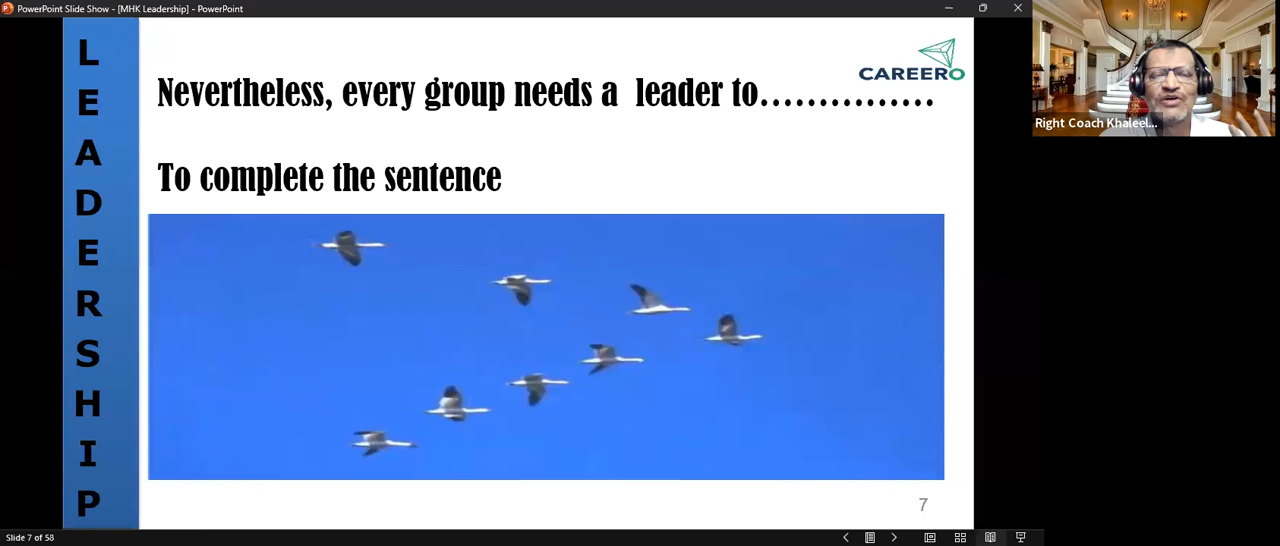 PowerPoint Slide Show - [MHK Leadership] - PowerPoint
L
E
A
D
E
R
S
H
I
P
CAREERO
Nevertheless, every group needs a leader to……………
To complete the sentence
7
Right Coach Khaleel...
Slide 7 of 58